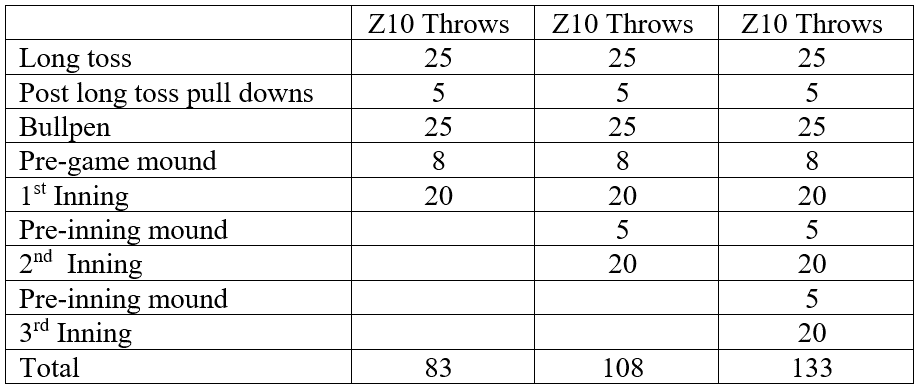 Z10 Throws Z10 Throws Z10 Throws
Long toss 25 25 25
Post long toss pull downs 5 5 5
Bullpen 25 25 25
Pre-game mound 8 8 8
1st Inning 20 20 20
Pre-inning mound 5 5
2nd Inning 20 20
Pre-inning mound 5
3rd Inning 20
Total 83 108 133